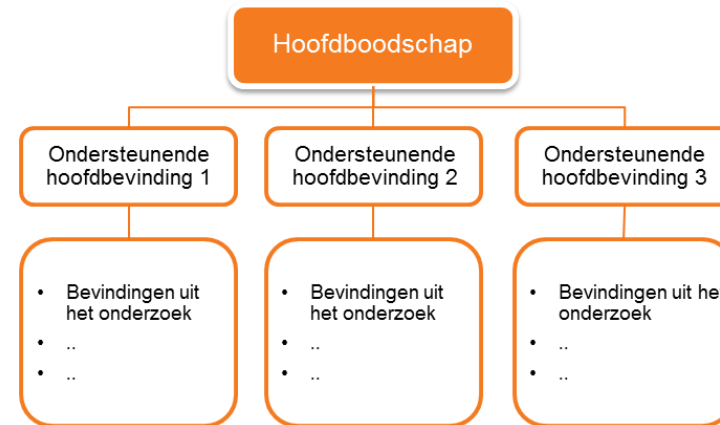 Hoofdboodschap
Ondersteunende
hoofdbevinding 1
Ondersteunende
hoofdbevinding 2
Ondersteunende
hoofdbevinding 3
• Bevindingen uit
het onderzoek
• ..
• ..
• Bevindingen uit
het onderzoek
• ..
• ..
• Bevindingen uit het
onderzoek
• ..
• ..